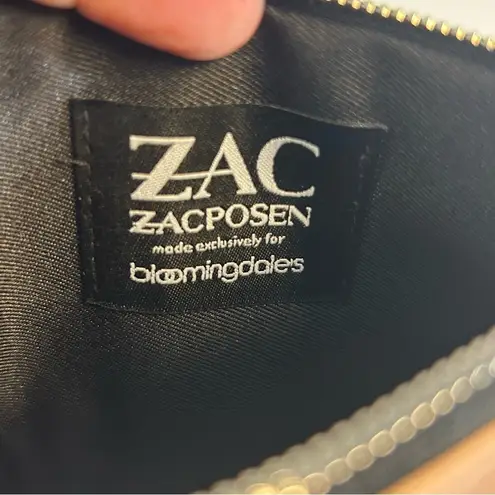 ZAC
ZACPOSEN
made exclusively for
bloomingdale's